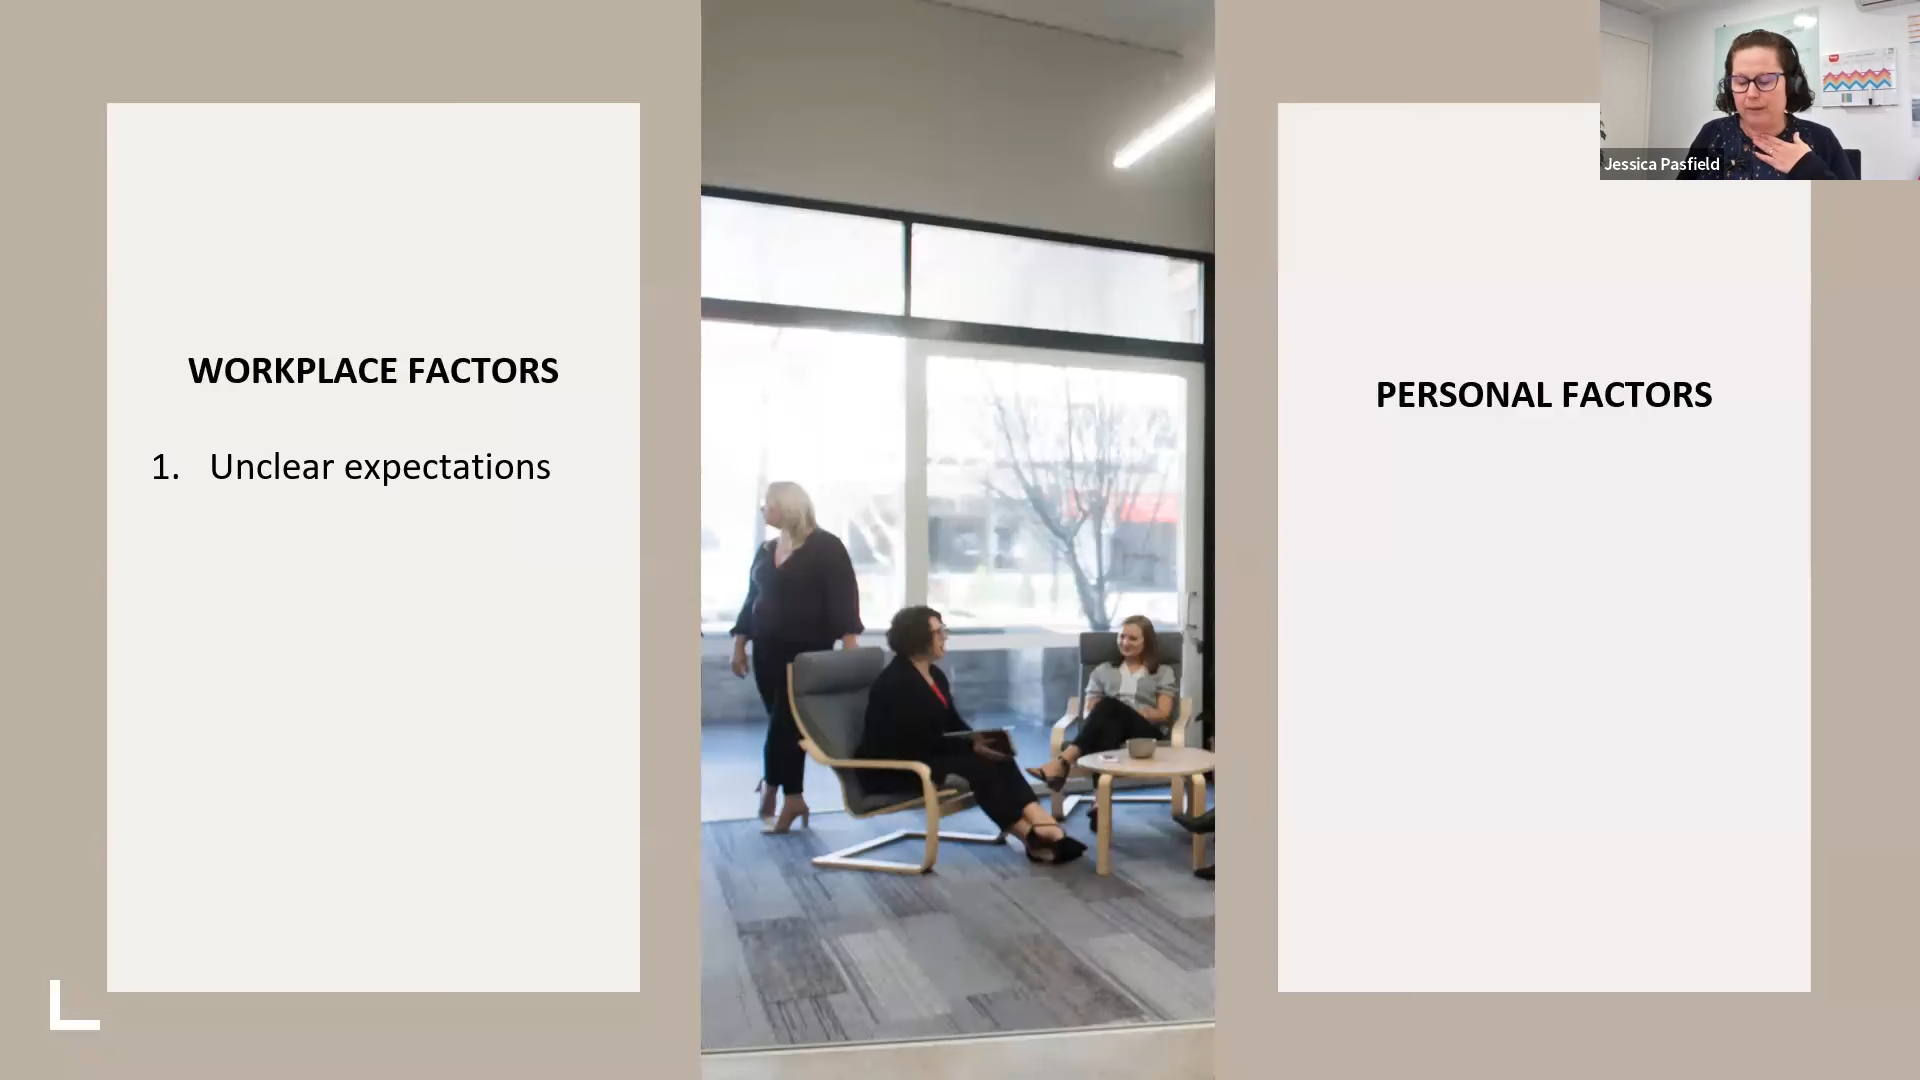 WORKPLACE FACTORS
1. Unclear expectations
PERSONAL FACTORS
Jessica Pasfield